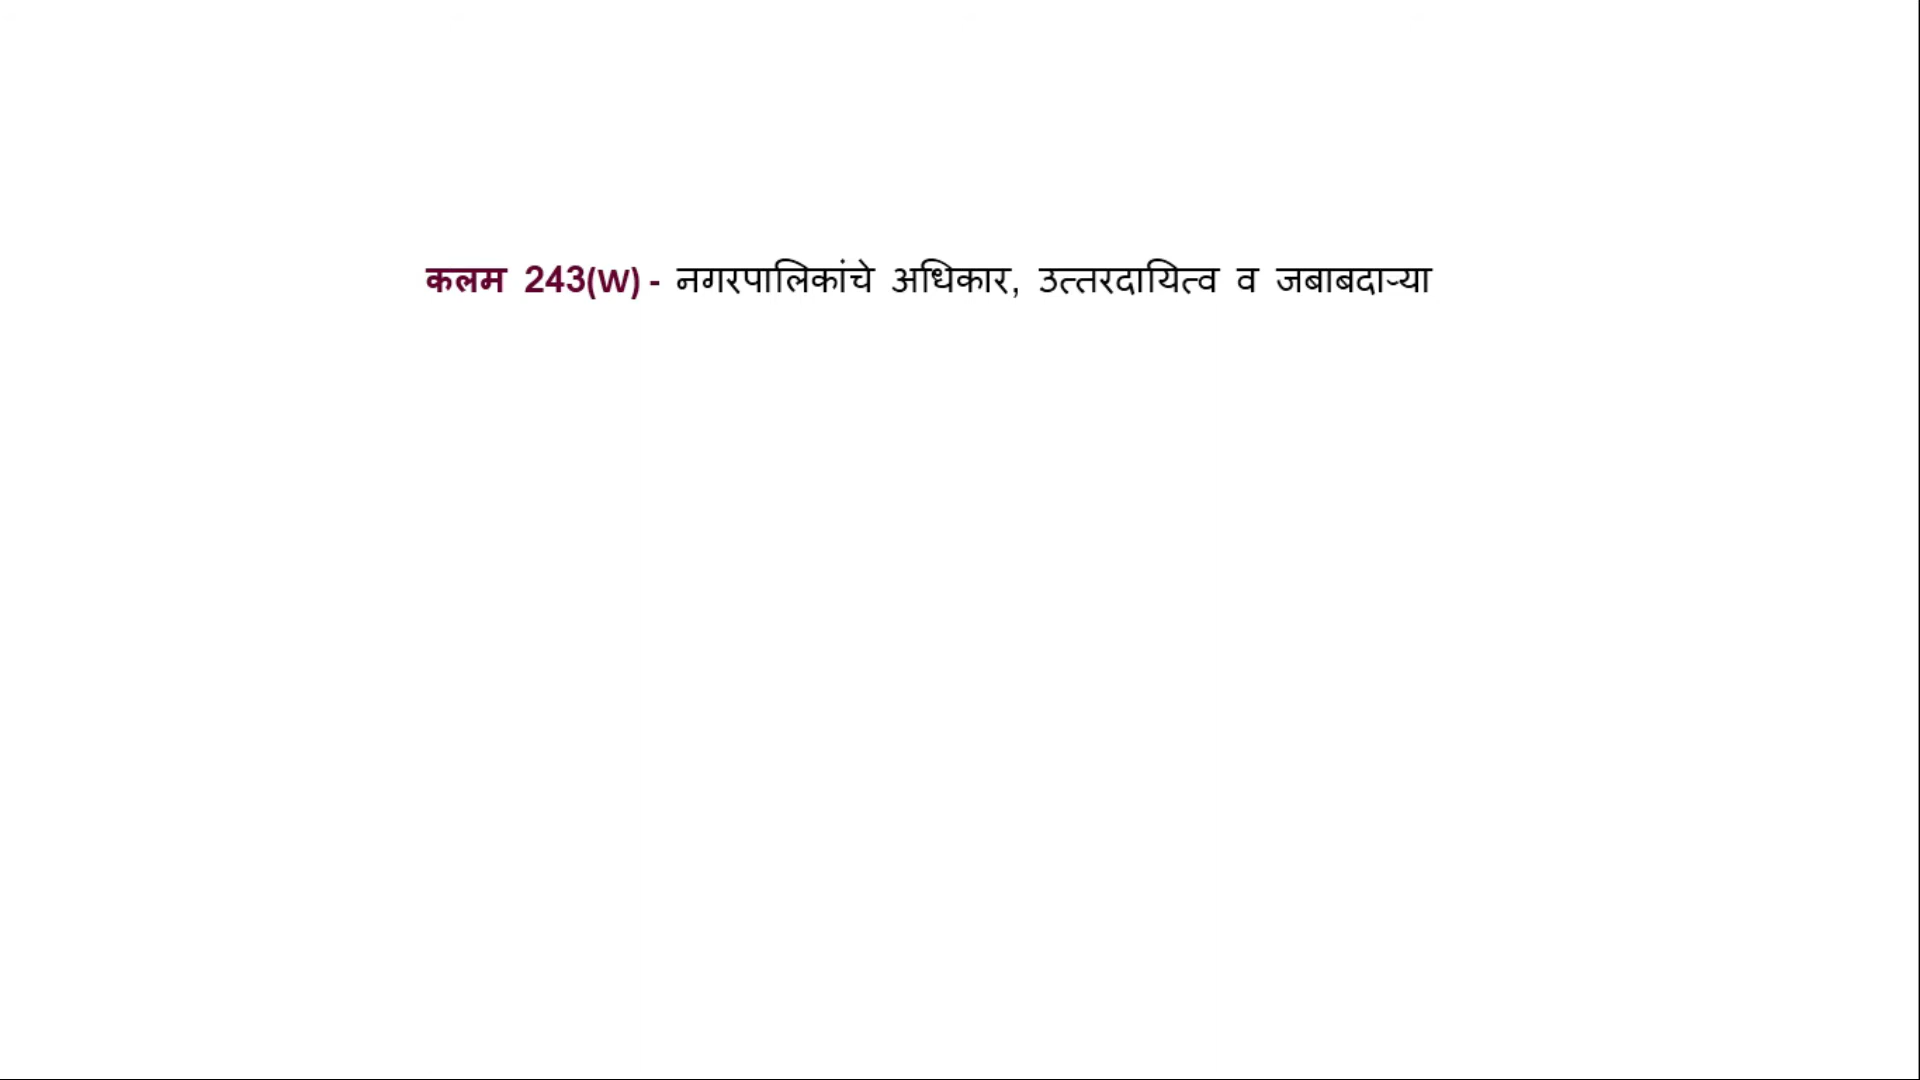 कलम 243(W) - नगरपालिकांचे अधिकार, उत्तरदायित्व व जबाबदाऱ्या